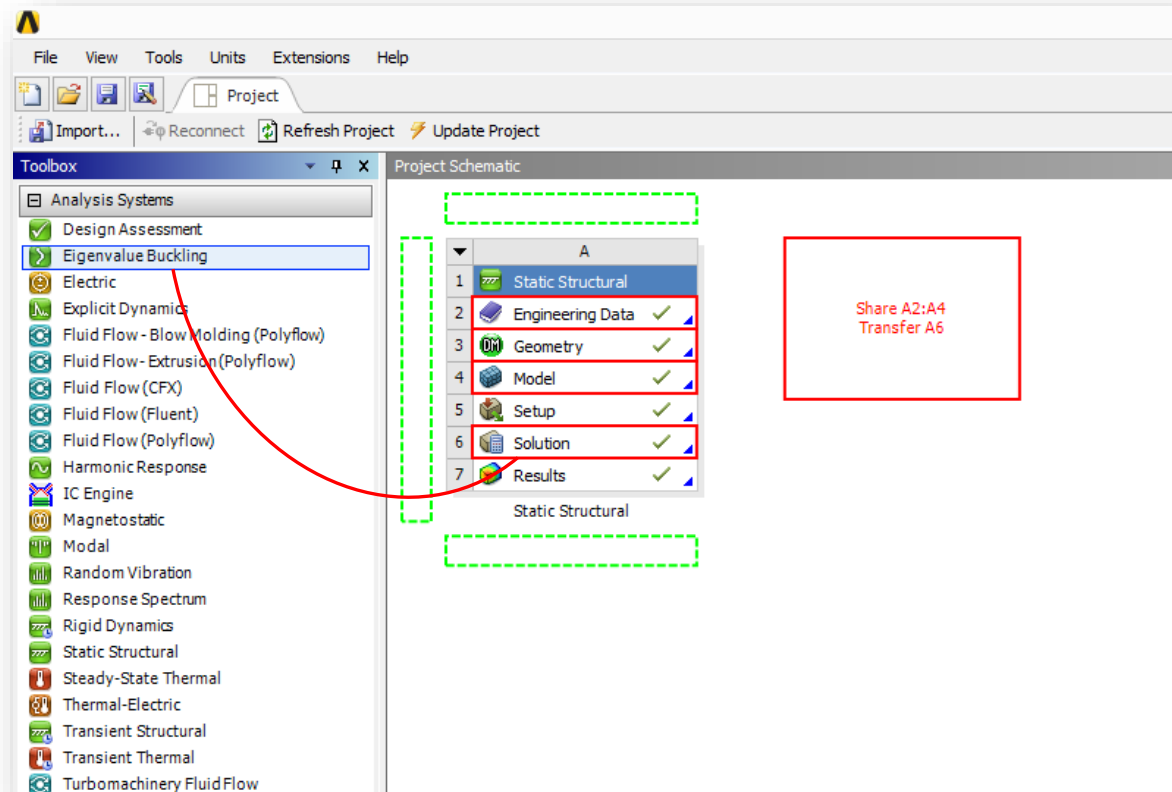 File View Tools Units Extensions Help
Project
Import... Reconnect Refresh Project Update Project
Toolbox
Project Schematic
Analysis Systems
Design Assessment
Eigenvalue Buckling
Electric
Explicit Dynamics
Fluid Flow - Blow Molding (Polyflow)
Fluid Flow - Extrusion (Polyflow)
Fluid Flow (CFX)
Fluid Flow (Fluent)
Fluid Flow (Polyflow)
Harmonic Response
IC Engine
Magnetostatic
Modal
Random Vibration
Response Spectrum
Rigid Dynamics
Static Structural
Steady-State Thermal
Thermal-Electric
Transient Structural
Transient Thermal
Turbomachinery Fluid Flow
A
1 Static Structural
2 Engineering Data
3 DM Geometry
4 Model
5 Setup
6 Solution
7 Results
Static Structural
Share A2:A4
Transfer A6